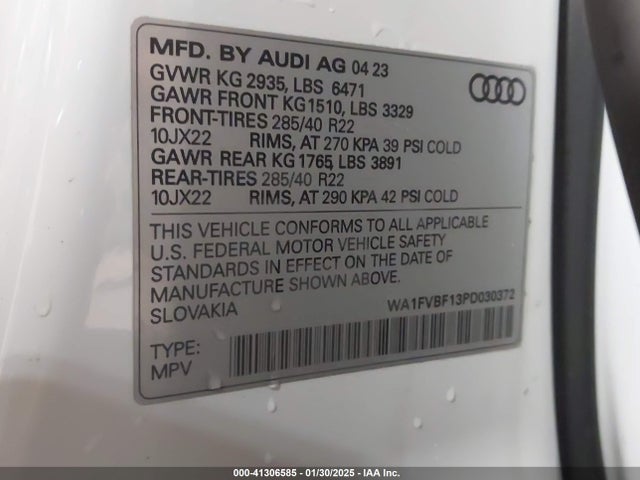 MFD. BY AUDI AG 04 23
GVWR KG 2935, LBS 6471
GAWR FRONT KG1510, LBS 3329
FRONT-TIRES 285/40 R22
10JX22 RIMS, AT 270 KPA 39 PSI COLD
GAWR REAR KG 1765, LBS 3891
REAR-TIRES 285/40 R22
10JX22 RIMS, AT 290 KPA 42 PSI COLD
THIS VEHICLE CONFORMS TO ALL APPLICABLE
U.S. FEDERAL MOTOR VEHICLE SAFETY
STANDARDS IN EFFECT ON THE DATE OF
MANUFACTURE SHOWN ABOVE.
SLOVAKIA WA1FVBF13PD030372
TYPE:
MPV
000-41306585 - 01/30/2025 - IAA Inc.